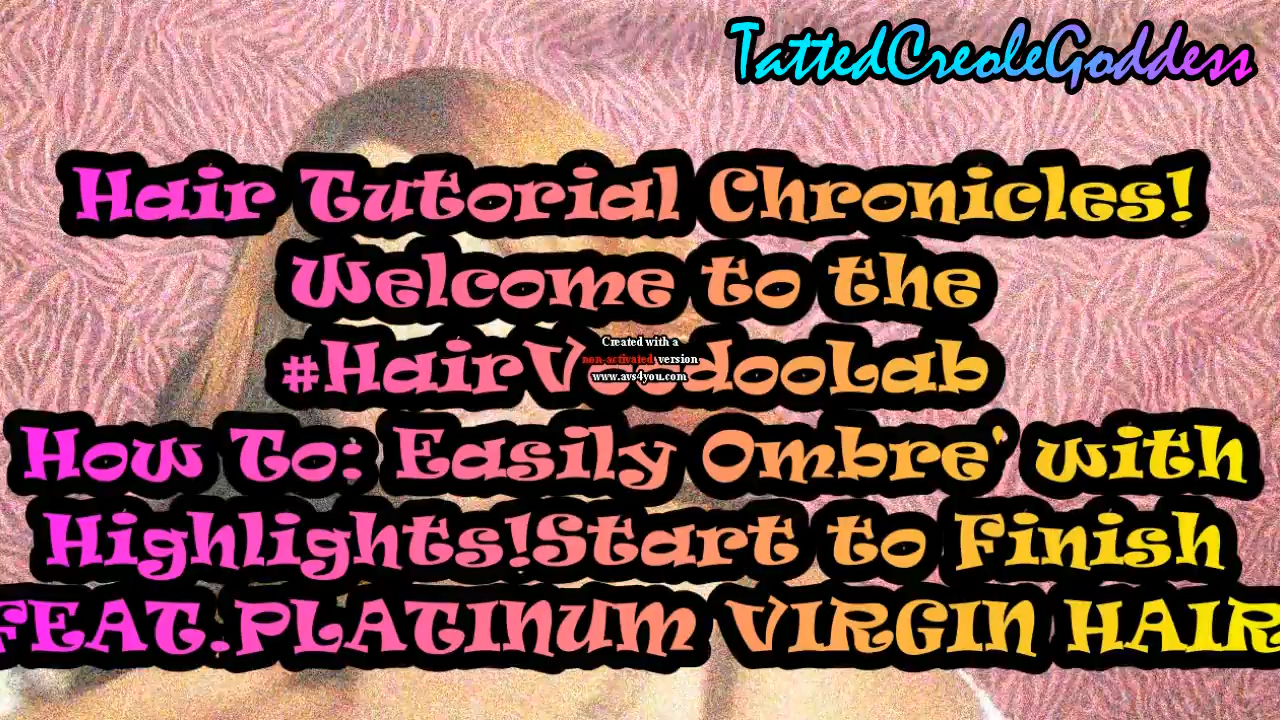 TattedCreoleGoddess
Hair Tutorial Chronicles!
Welcome to the
#HairVoodooLab
Created with a
non-activated version
www.avs4you.com
How To: Easily Ombre' with
Highlights!Start to Finish
FEAT.PLATINUM VIRGIN HAIR